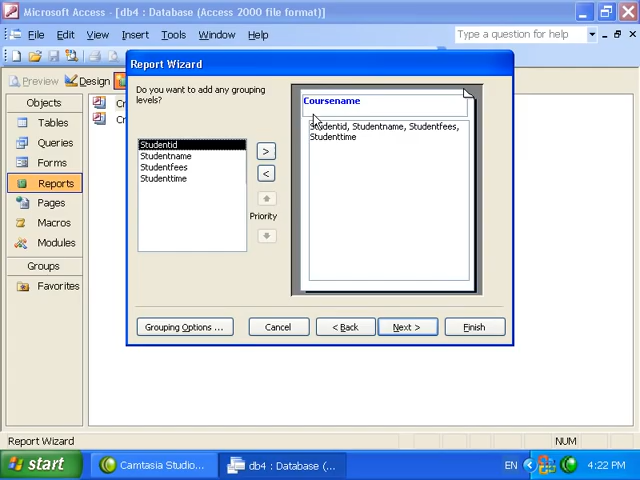 Microsoft Access - [db4 : Database (Access 2000 file format)]
File Edit View Insert Tools Window Help
Type a question for help
Preview Design
Objects
Tables
Queries
Forms
Reports
Pages
Macros
Modules
Groups
Favorites
Cr
Cr
Report Wizard
Do you want to add any grouping
levels?
Studentid
Studentname
Studentfees
Studenttime
>
<
Priority
Coursename
Studentid, Studentname, Studentfees,
Studenttime
Grouping Options ...
Cancel
< Back
Next >
Finish
Report Wizard
NUM
start
Camtasia Studio...
db4 : Database (...
EN
4:22 PM